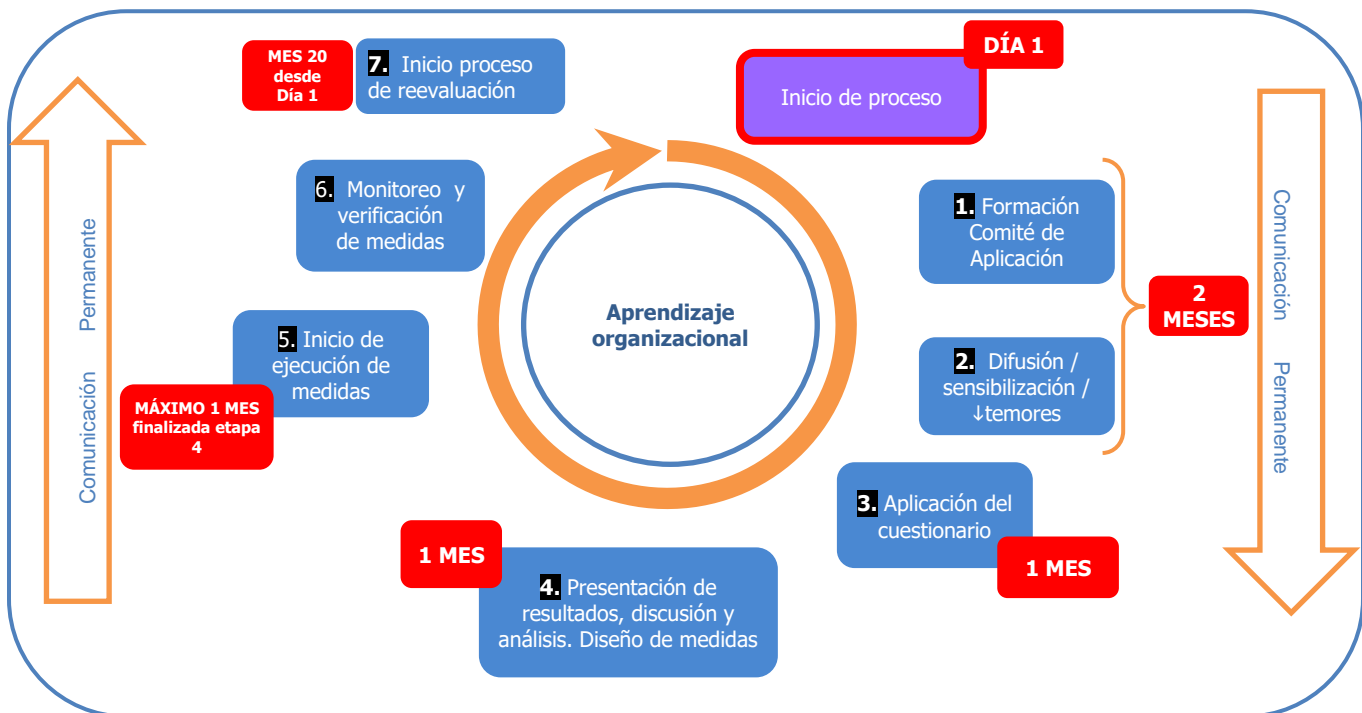 DÍA 1
Inicio de proceso
1. Formación
Comité de
Aplicación
2. Difusión /
sensibilización /
↓temores
2
MESES
3. Aplicación del
cuestionario
1 MES
4. Presentación de
resultados, discusión y
análisis. Diseño de medidas
1 MES
5. Inicio de
ejecución de
medidas
MÁXIMO 1 MES
finalizada etapa
4
6. Monitoreo y
verificación
de medidas
7. Inicio proceso
de reevaluación
MES 20
desde
Día 1
Aprendizaje
organizacional
Comunicación Permanente
Comunicación Permanente